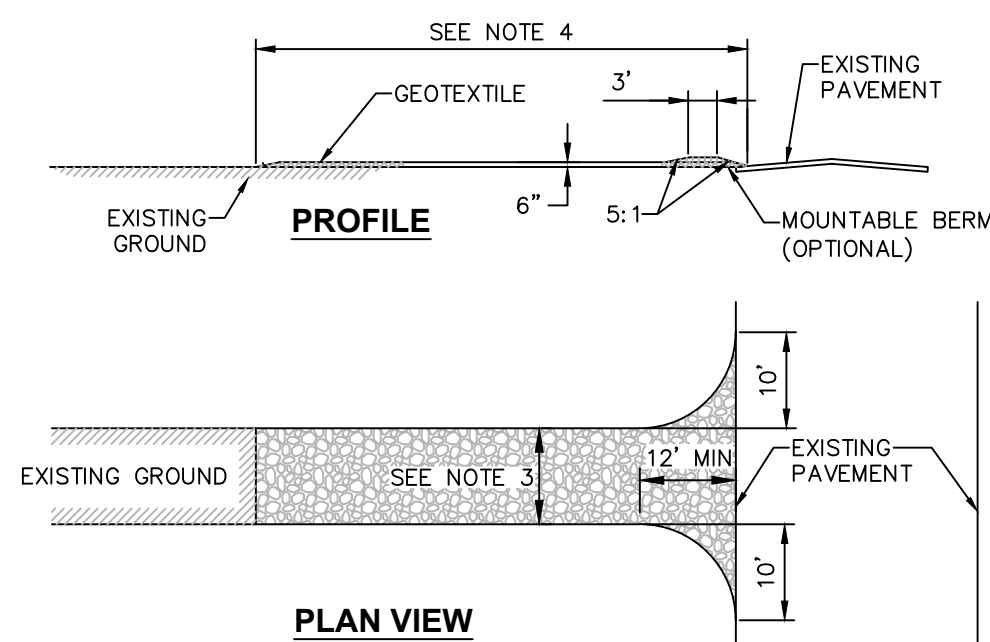 SEE NOTE 4
GEOTEXTILE
3'
EXISTING
PAVEMENT
EXISTING
GROUND
PROFILE
6"
5:1
MOUNTABLE BERM
(OPTIONAL)
10'
EXISTING GROUND
SEE NOTE 3
12' MIN
EXISTING
PAVEMENT
10'
PLAN VIEW